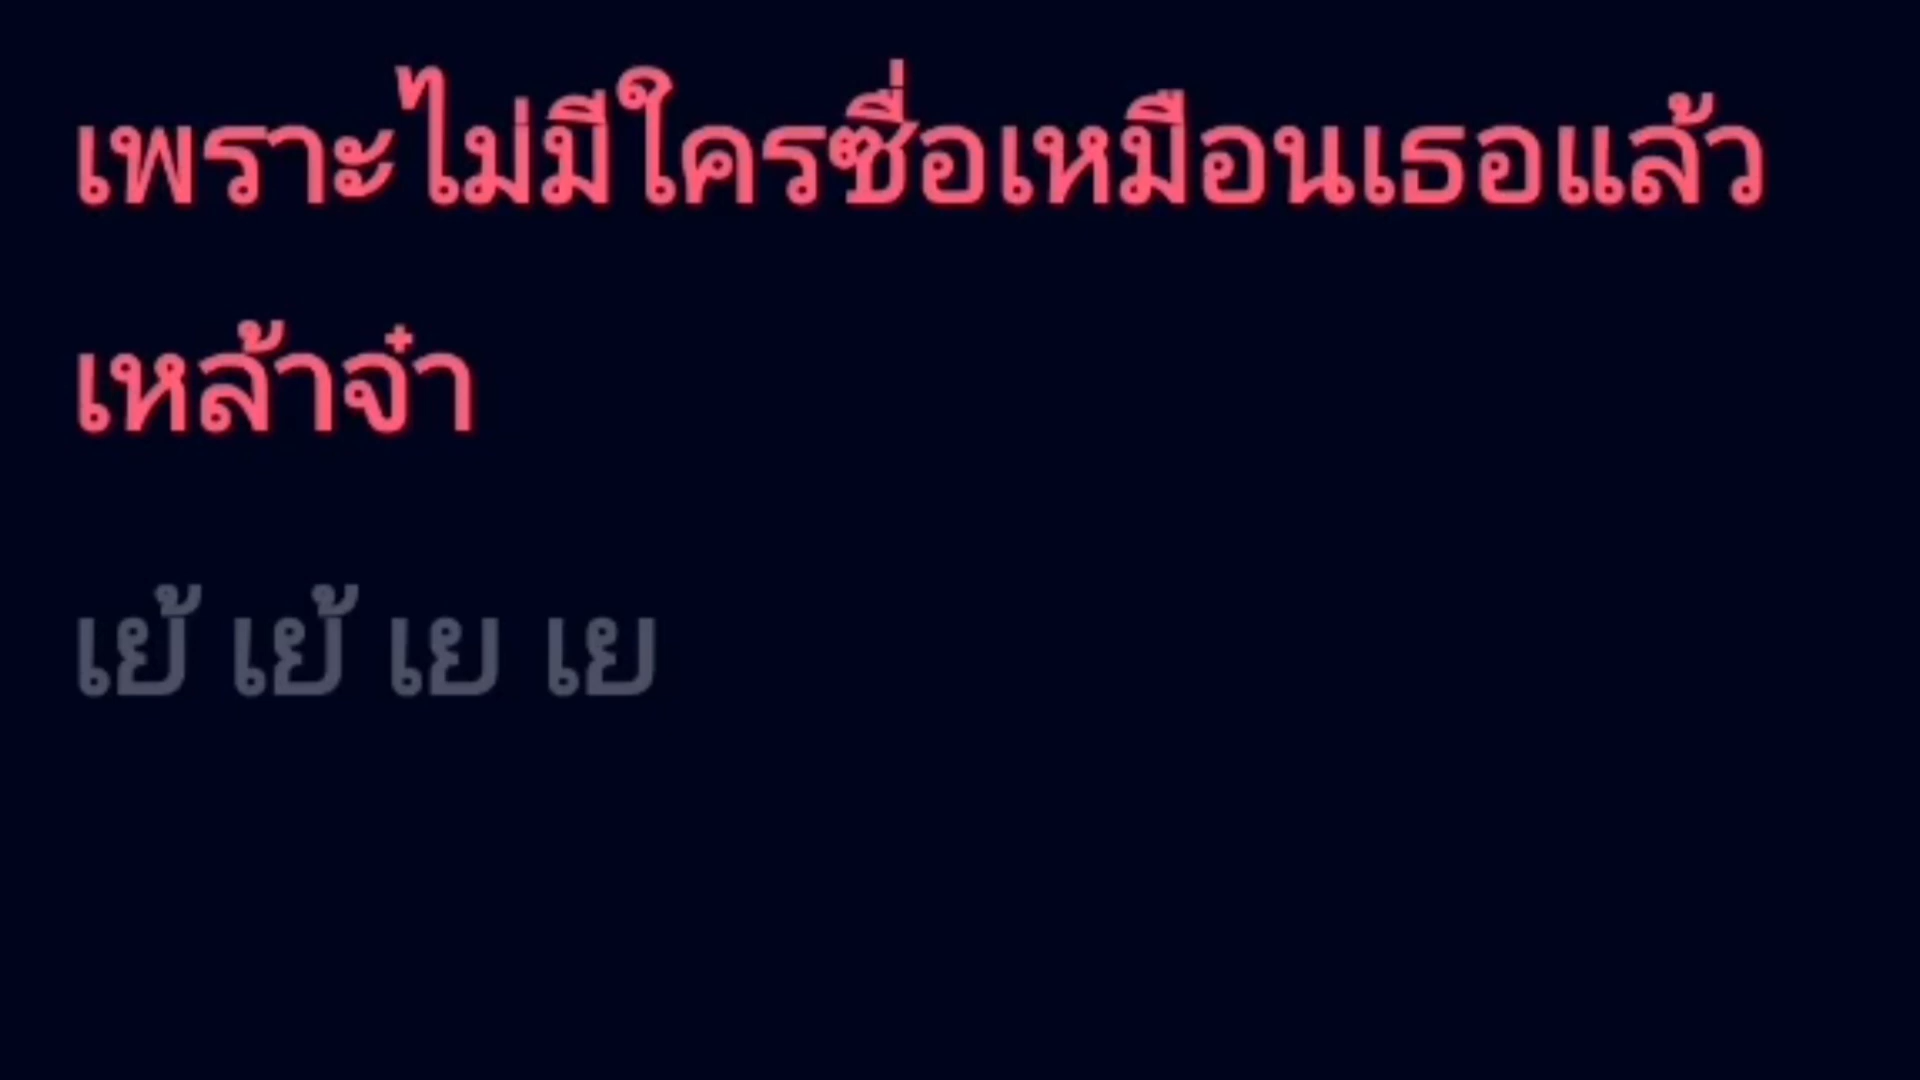 เพราะไม่มีใครซื่อเหมือนเธอแล้ว
เหล้าจ๋า
เย้ เย้ เย เย